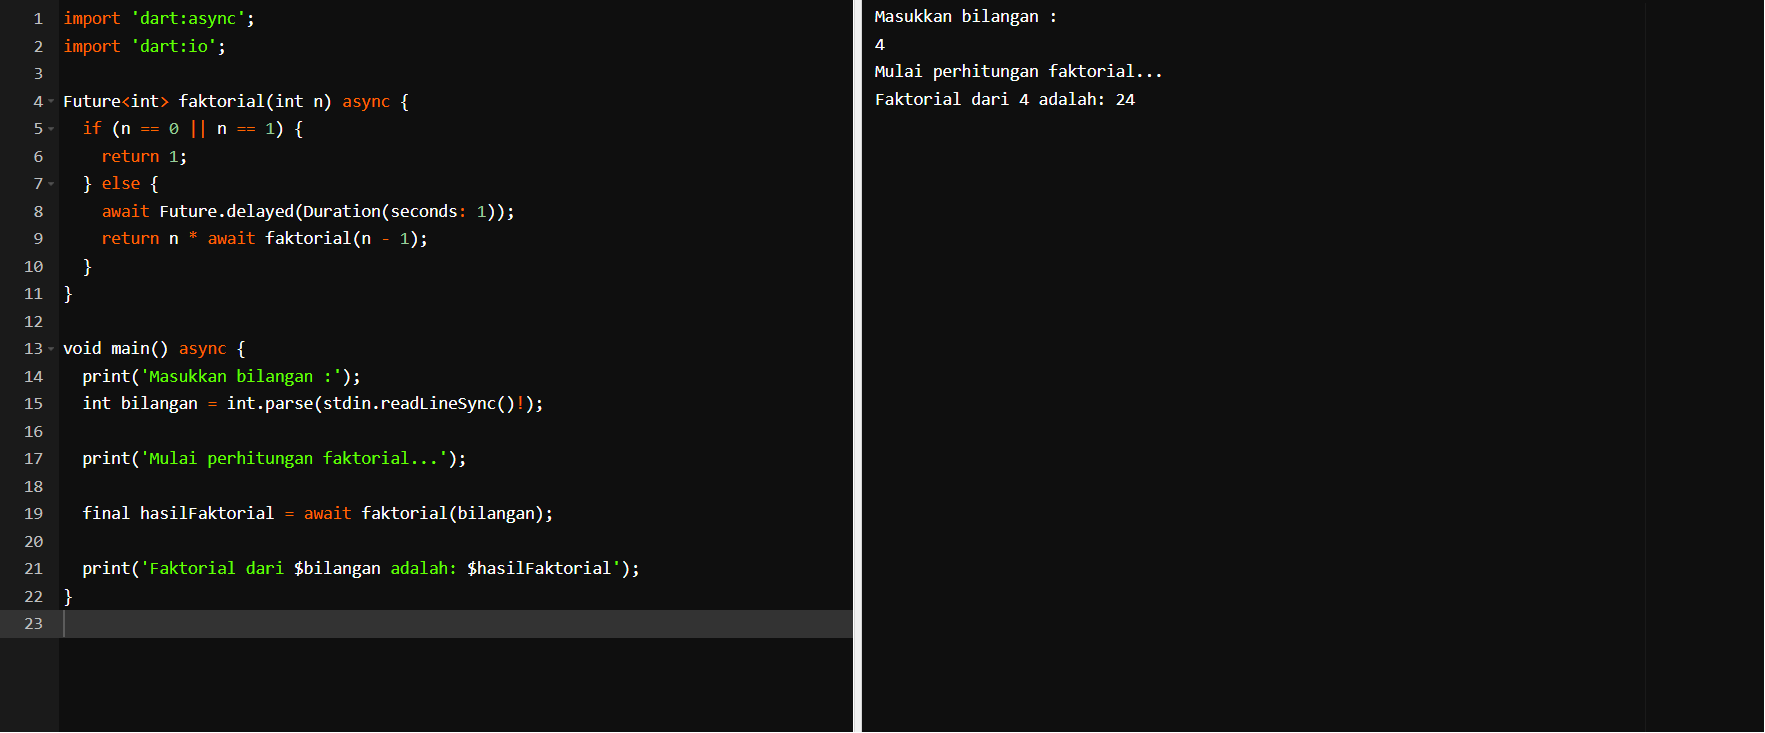 1 import 'dart:async';
2 import 'dart:io';
3
4 Future<int> faktorial(int n) async {
5   if (n == 0 || n == 1) {
6     return 1;
7   } else {
8     await Future.delayed(Duration(seconds: 1));
9     return n * await faktorial(n - 1);
10   }
11 }
12
13 void main() async {
14   print('Masukkan bilangan :');
15   int bilangan = int.parse(stdin.readLineSync()!);
16
17   print('Mulai perhitungan faktorial...');
18
19   final hasilFaktorial = await faktorial(bilangan);
20
21   print('Faktorial dari $bilangan adalah: $hasilFaktorial');
22 }
23
Masukkan bilangan :
4
Mulai perhitungan faktorial...
Faktorial dari 4 adalah: 24